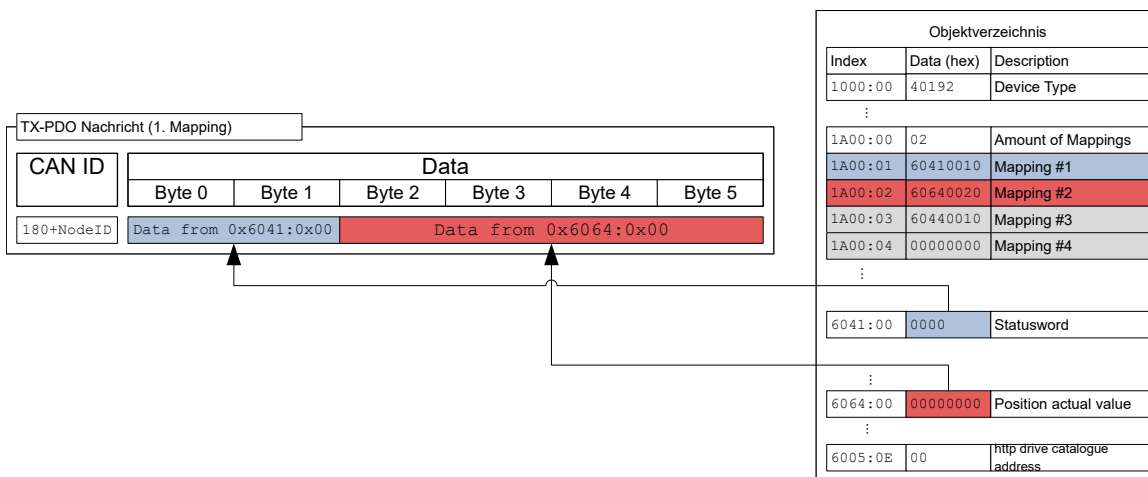 TX-PDO Nachricht (1. Mapping)
CAN ID Data
Byte 0 Byte 1 Byte 2 Byte 3 Byte 4 Byte 5
180+NodeID Data from 0x6041:0x00 Data from 0x6064:0x00
Objektverzeichnis
Index Data (hex) Description
1000:00 40192 Device Type
⋮
1A00:00 02 Amount of Mappings
1A00:01 60410010 Mapping #1
1A00:02 60640020 Mapping #2
1A00:03 60440010 Mapping #3
1A00:04 00000000 Mapping #4
⋮
6041:00 0000 Statusword
⋮
6064:00 00000000 Position actual value
⋮
6005:0E 00 http drive catalogue
address